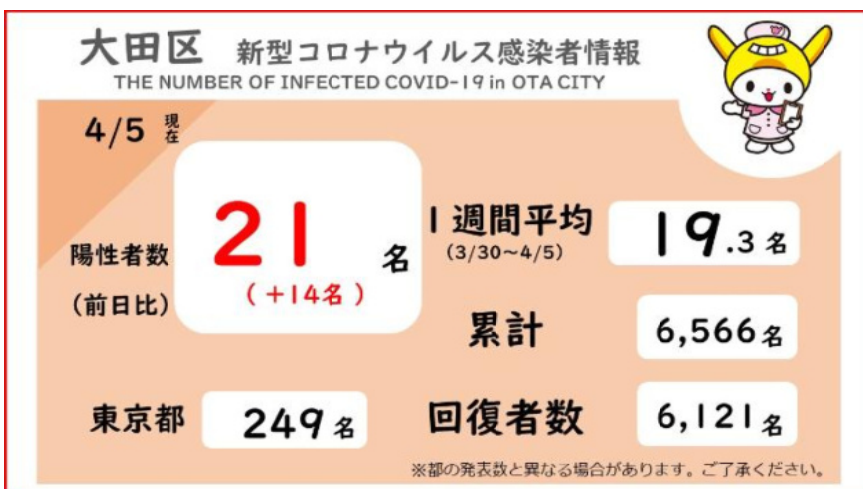 大田区 新型コロナウイルス感染者情報
THE NUMBER OF INFECTED COVID-19 in OTA CITY
4/5 現在
陽性者数
(前日比)
21名
(+14名)
1週間平均
(3/30~4/5)
19.3名
累計
6,566名
東京都
249名
回復者数
6,121名
※都の発表数と異なる場合があります。ご了承ください。